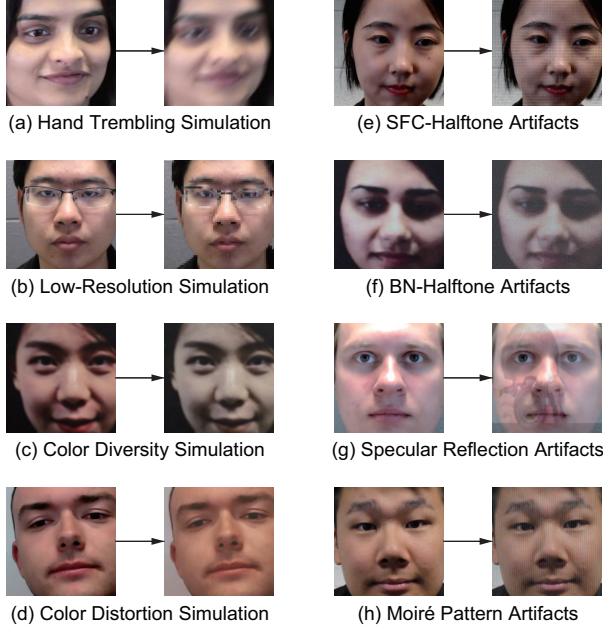 (a) Hand Trembling Simulation
(e) SFC-Halftone Artifacts
(b) Low-Resolution Simulation
(f) BN-Halftone Artifacts
(c) Color Diversity Simulation
(g) Specular Reflection Artifacts
(d) Color Distortion Simulation
(h) Moiré Pattern Artifacts